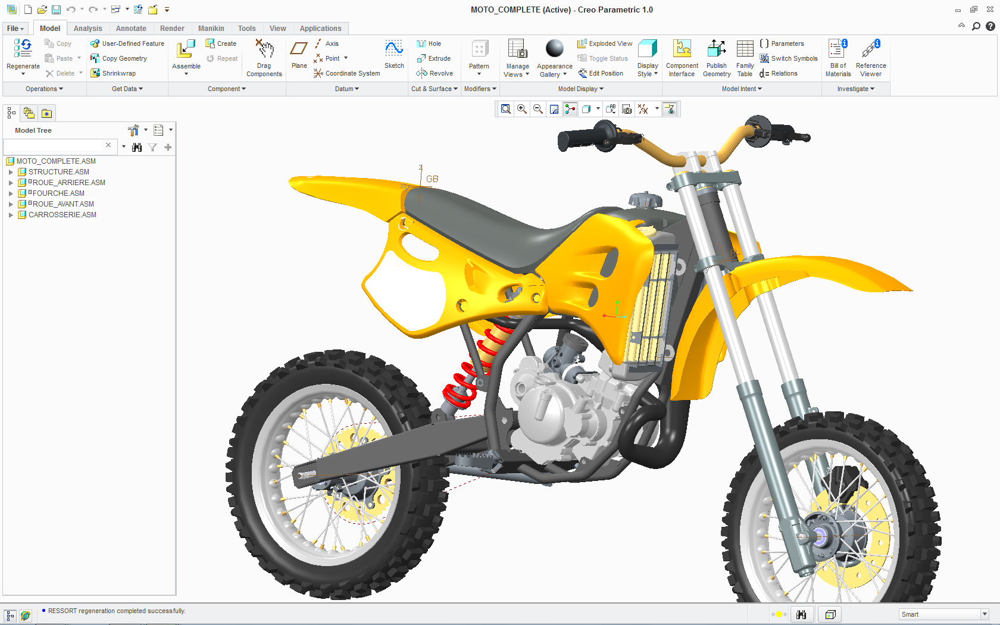 MOTO_COMPLETE (Active) - Creo Parametric 1.0
File Model Analysis Annotate Render Manikin Tools View Applications
Regenerate
Copy
Paste
Delete
User-Defined Feature
Copy Geometry
Shrinkwrap
Assemble
Create
Repeat
Drag
Components
Plane
Axis
Point
Coordinate System
Sketch
Hole
Extrude
Revolve
Pattern
Manage
Views
Appearance
Gallery
Exploded View
Toggle Status
Edit Position
Display
Style
Component
Interface
Publish
Geometry
Family
Table
Parameters
Switch Symbols
Relations
Bill of
Materials
Reference
Viewer
Operations Get Data Component Datum Cut & Surface Modifiers Model Display Model Intent Investigate
Model Tree
MOTO_COMPLETE.ASM
STRUCTURE.ASM
ROUE_ARRIERE.ASM
FOURCHE.ASM
ROUE_AVANT.ASM
CARROSSERIE.ASM
GB
RESSORT regeneration completed successfully.
Smart